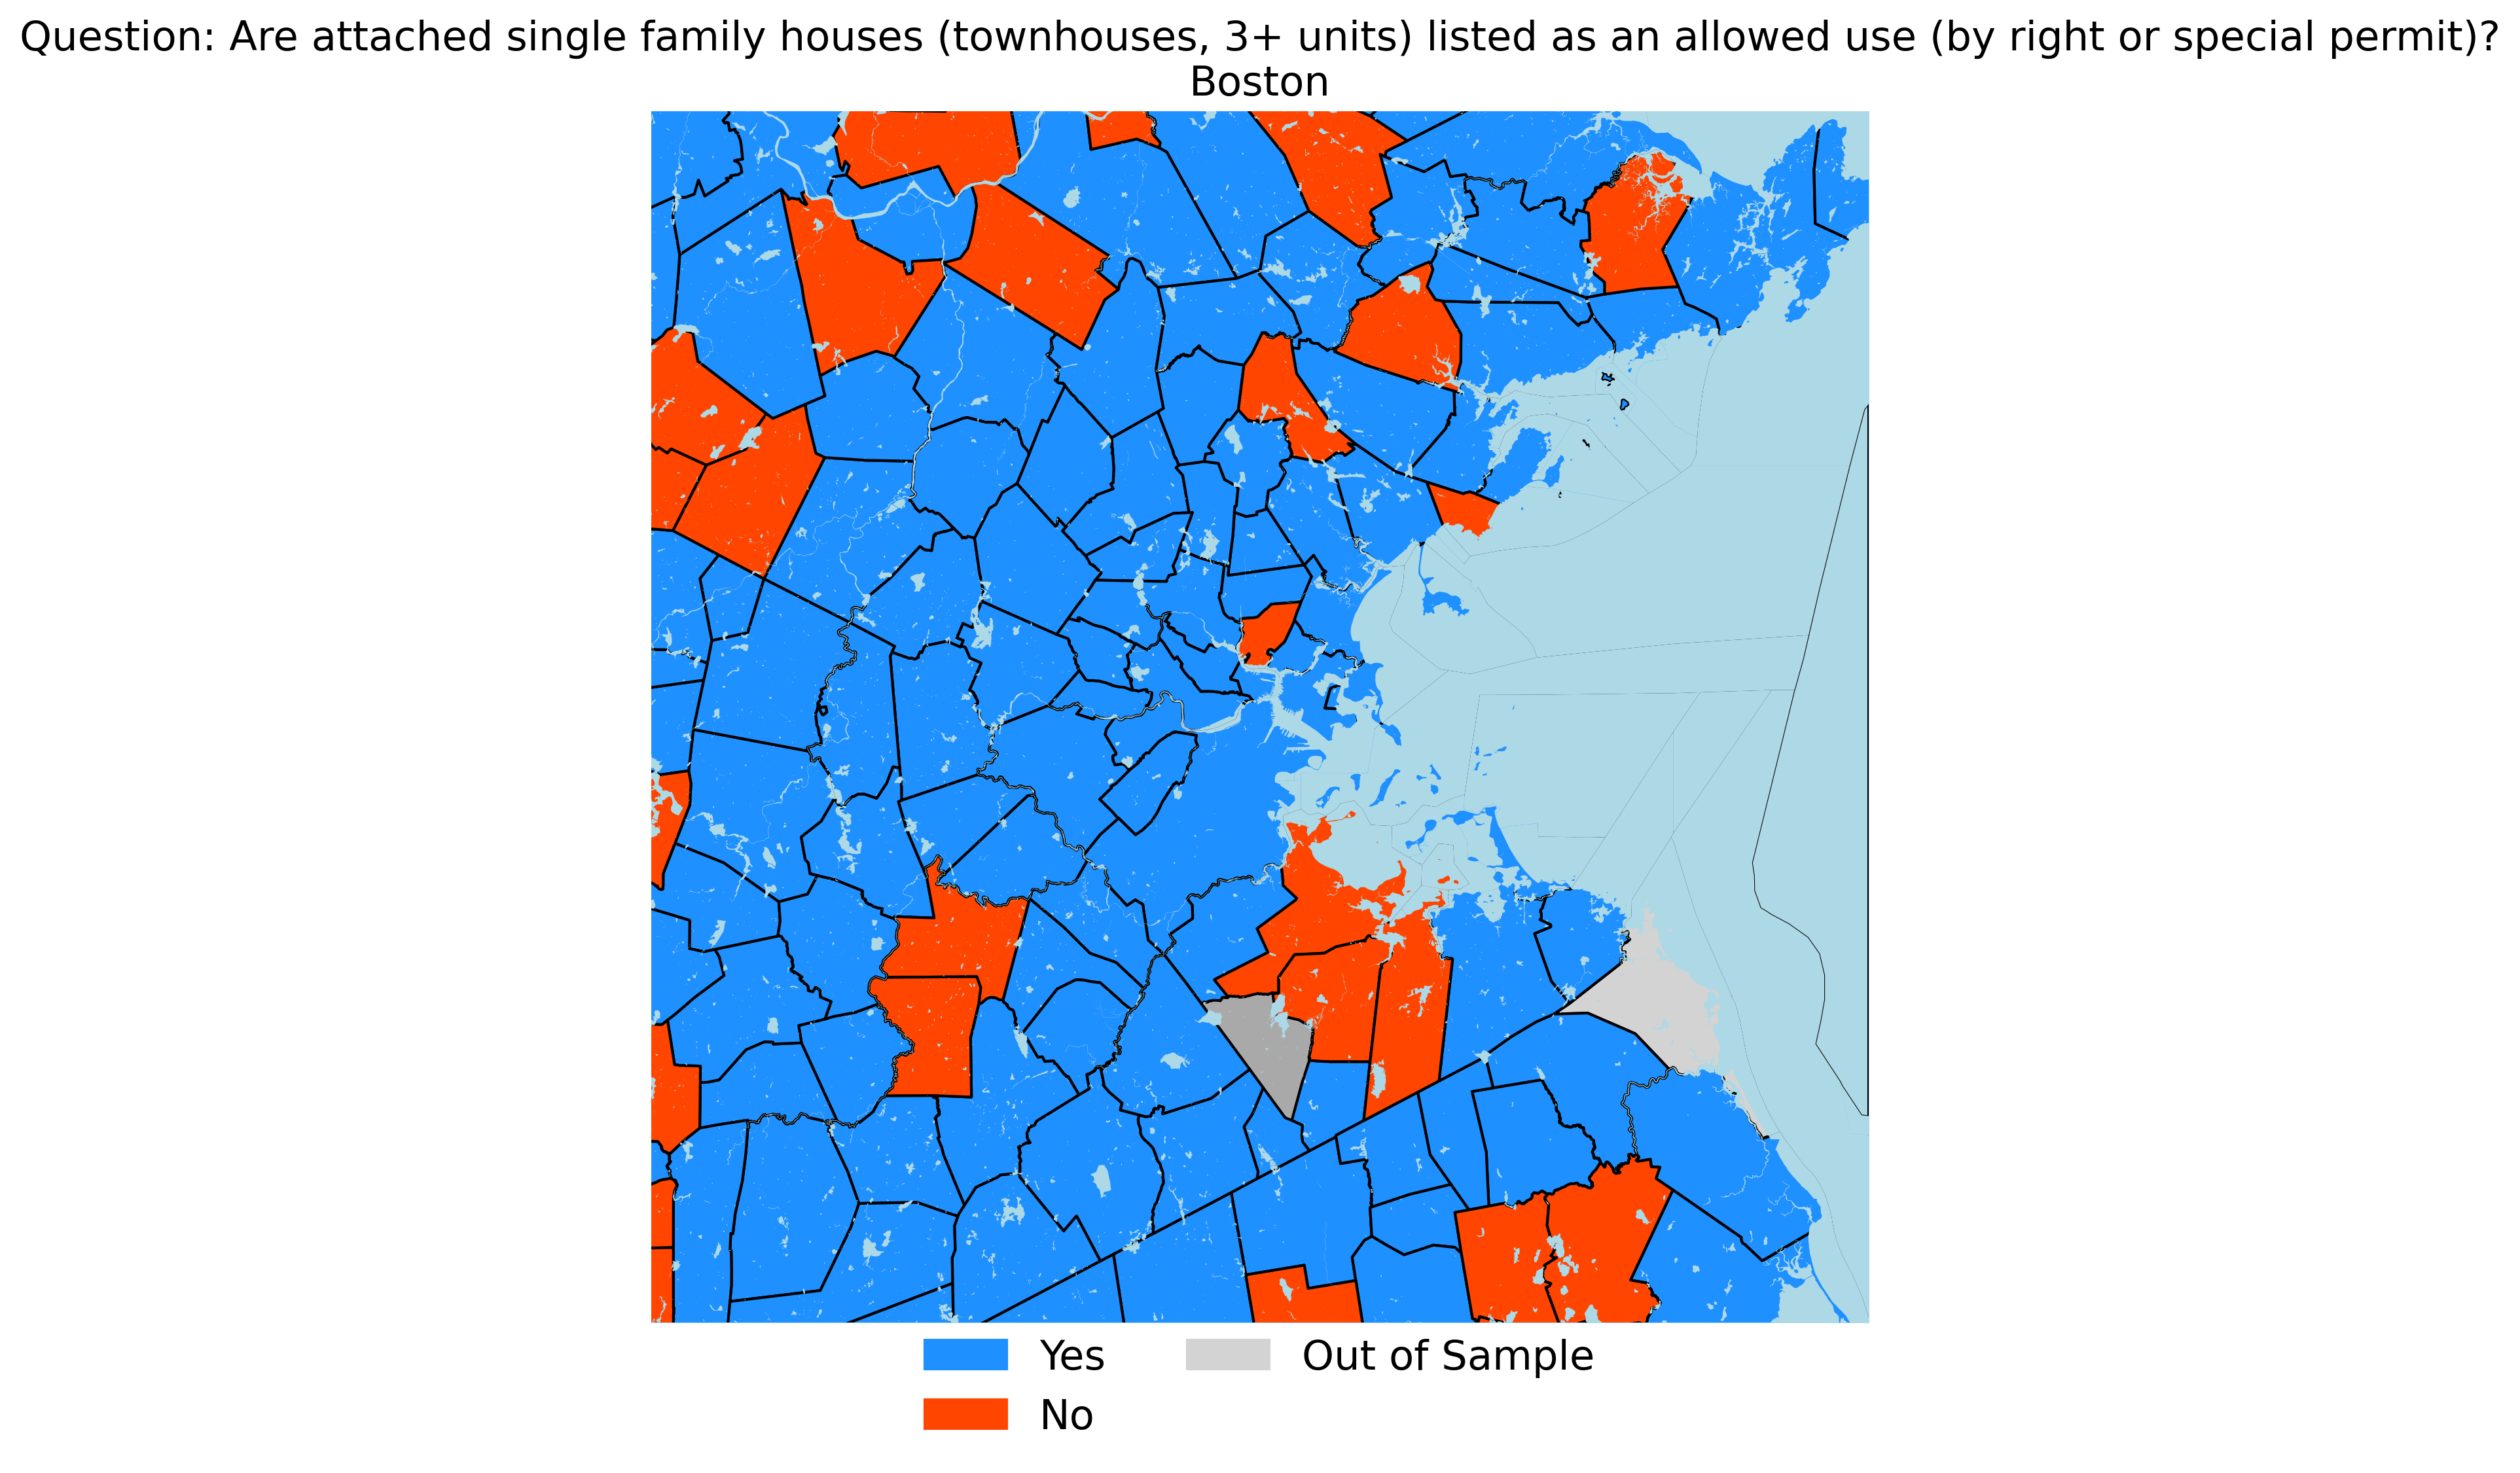 Question: Are attached single family houses (townhouses, 3+ units) listed as an allowed use (by right or special permit)?
Boston
Yes
Out of Sample
No